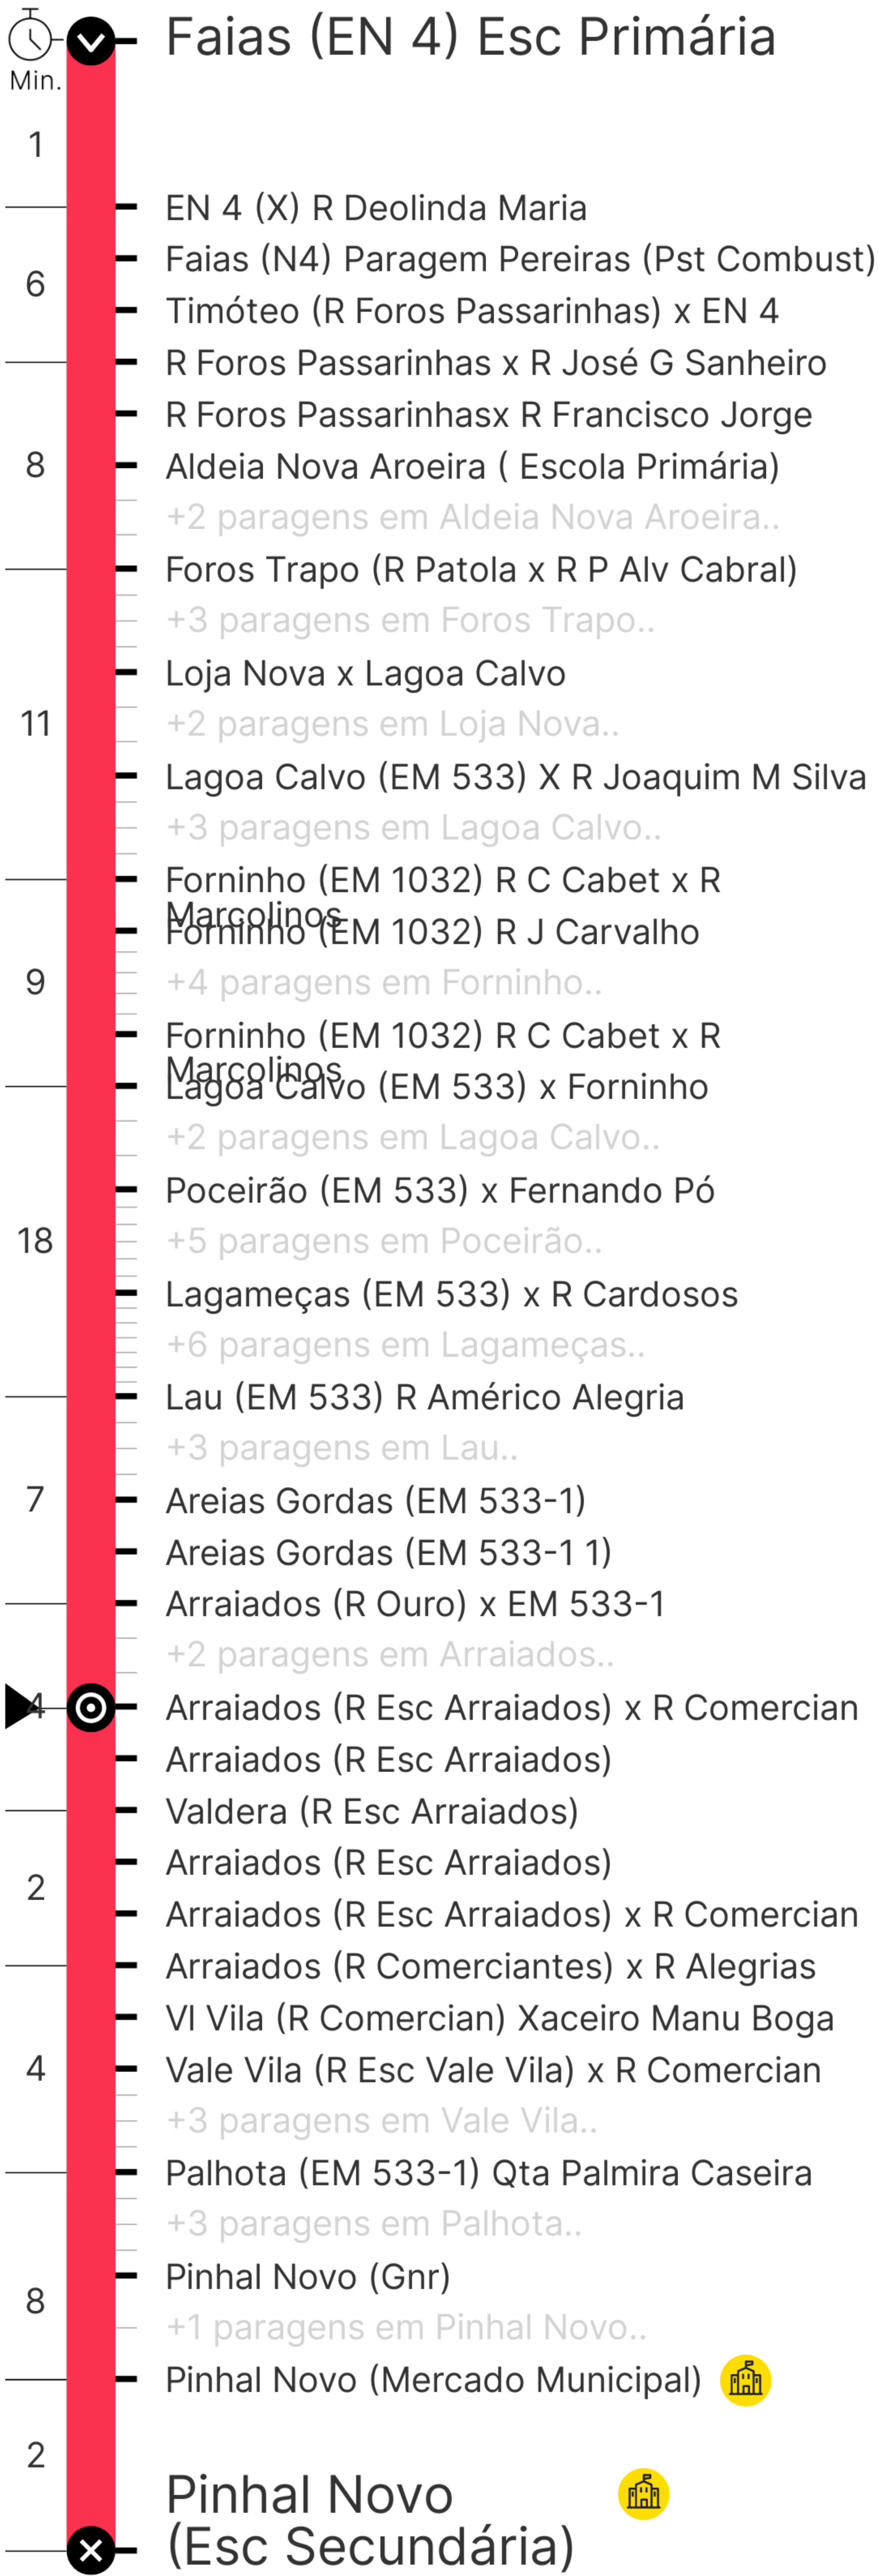 Faias (EN 4) Esc Primária
Min.
1
EN 4 (X) R Deolinda Maria
Faias (N4) Paragem Pereiras (Pst Combust)
6
Timóteo (R Foros Passarinhas) x EN 4
R Foros Passarinhas x R José G Sanheiro
R Foros Passarinhasx R Francisco Jorge
8
Aldeia Nova Aroeira ( Escola Primária)
+2 paragens em Aldeia Nova Aroeira..
Foros Trapo (R Patola x R P Alv Cabral)
+3 paragens em Foros Trapo..
Loja Nova x Lagoa Calvo
11
+2 paragens em Loja Nova..
Lagoa Calvo (EM 533) X R Joaquim M Silva
+3 paragens em Lagoa Calvo..
Forninho (EM 1032) R C Cabet x R
Marcolinos
Forninho (EM 1032) R J Carvalho
9
+4 paragens em Forninho..
Forninho (EM 1032) R C Cabet x R
Marcolinos
Lagoa Calvo (EM 533) x Forninho
+2 paragens em Lagoa Calvo..
Poceirão (EM 533) x Fernando Pó
18
+5 paragens em Poceirão..
Lagameças (EM 533) x R Cardosos
+6 paragens em Lagameças..
Lau (EM 533) R Américo Alegria
+3 paragens em Lau..
7
Areias Gordas (EM 533-1)
Areias Gordas (EM 533-1 1)
Arraiados (R Ouro) x EM 533-1
+2 paragens em Arraiados..
4
Arraiados (R Esc Arraiados) x R Comercian
Arraiados (R Esc Arraiados)
Valdera (R Esc Arraiados)
Arraiados (R Esc Arraiados)
2
Arraiados (R Esc Arraiados) x R Comercian
Arraiados (R Comerciantes) x R Alegrias
Vl Vila (R Comercian) Xaceiro Manu Boga
4
Vale Vila (R Esc Vale Vila) x R Comercian
+3 paragens em Vale Vila..
Palhota (EM 533-1) Qta Palmira Caseira
+3 paragens em Palhota..
Pinhal Novo (Gnr)
8
+1 paragens em Pinhal Novo..
Pinhal Novo (Mercado Municipal)
2
Pinhal Novo
(Esc Secundária)